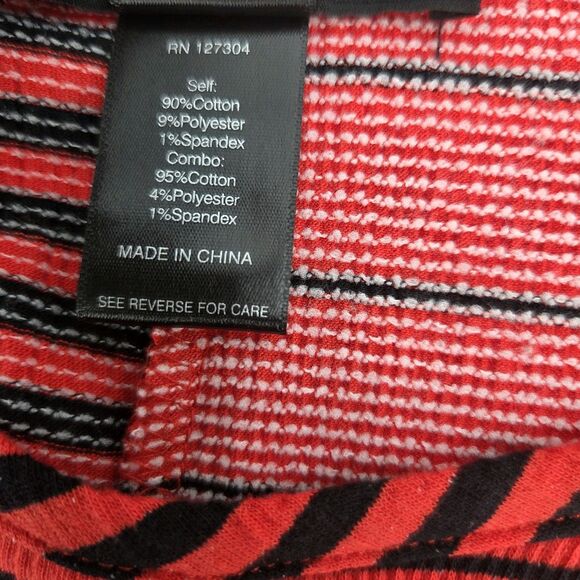 RN 127304
Self:
90%Cotton
9%Polyester
1%Spandex
Combo:
95%Cotton
4%Polyester
1%Spandex
MADE IN CHINA
SEE REVERSE FOR CARE